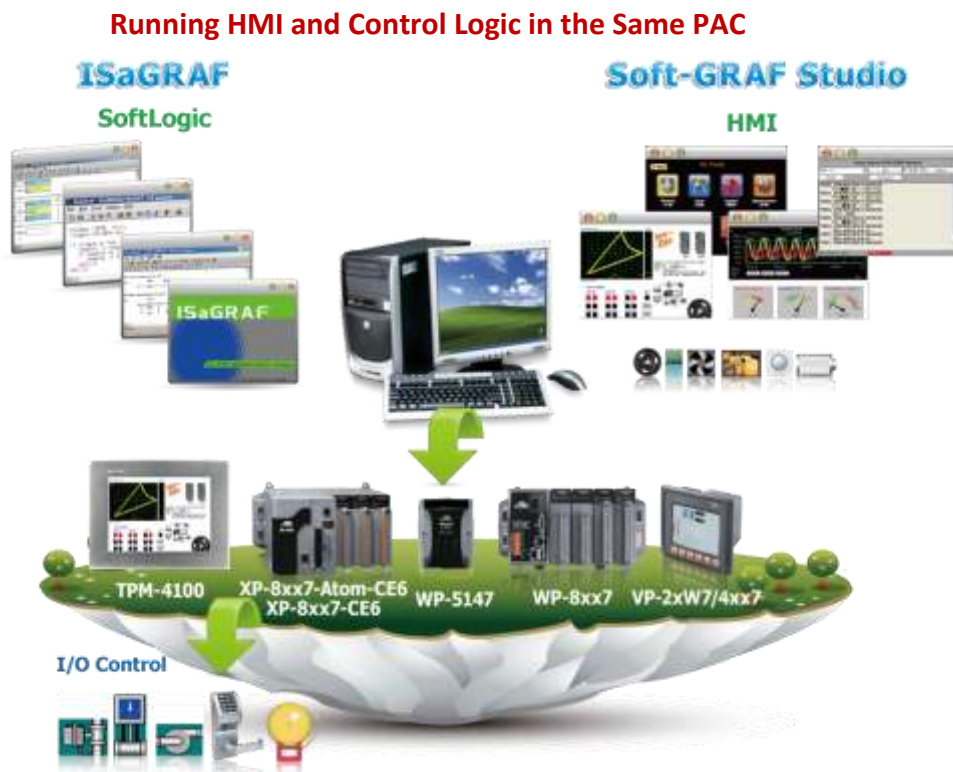 Running HMI and Control Logic in the Same PAC
ISaGRAF
Soft-GRAF Studio
SoftLogic
HMI
ISaGRAF
TPM-4100
XP-8xx7-Atom-CE6
XP-8xx7-CE6
WP-5147
WP-8xx7
VP-2xW7/4xx7
I/O Control